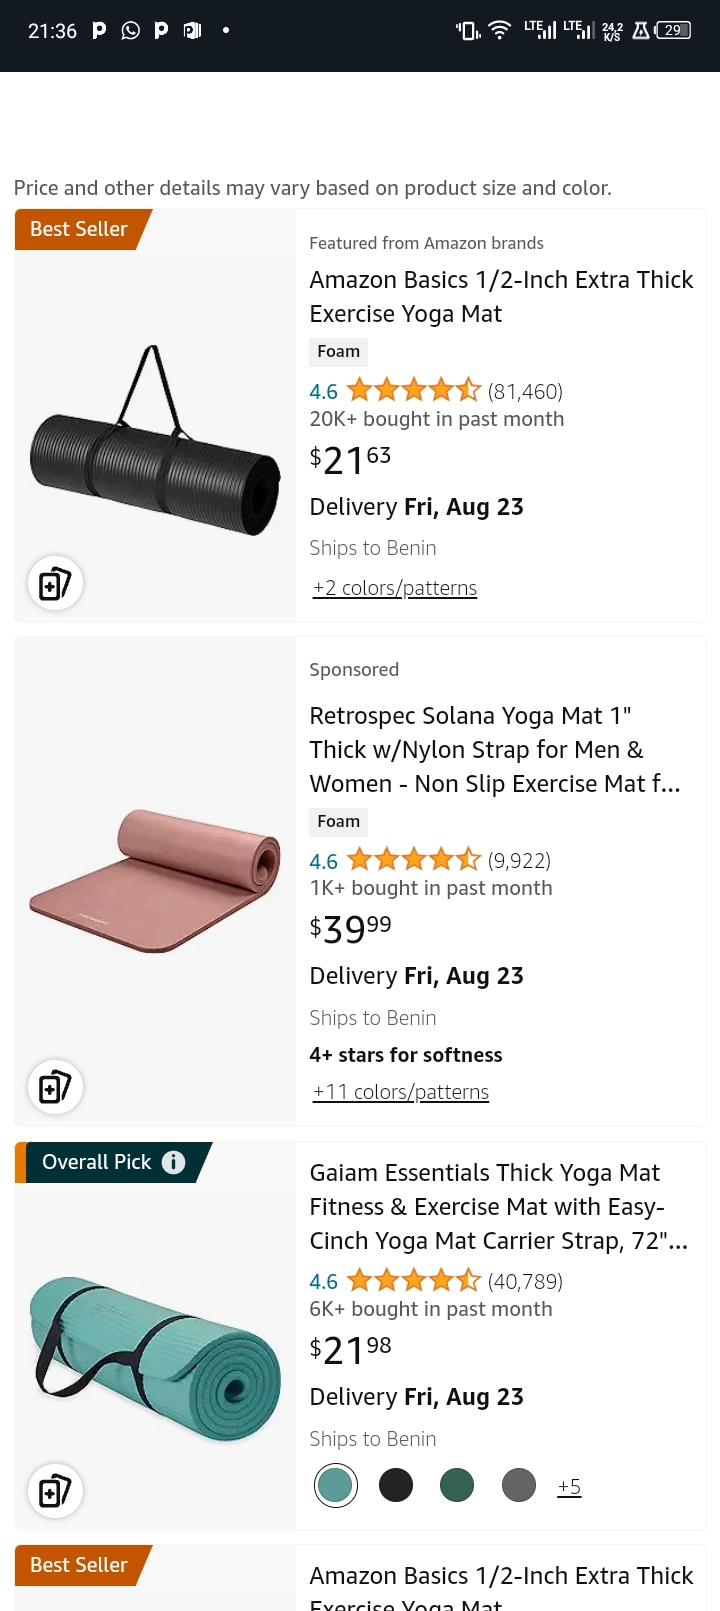 21:36
LTE LTE 24,2 K/S 29
Price and other details may vary based on product size and color.
Best Seller
Featured from Amazon brands
Amazon Basics 1/2-Inch Extra Thick
Exercise Yoga Mat
Foam
4.6 (81,460)
20K+ bought in past month
$21 63
Delivery Fri, Aug 23
Ships to Benin
+2 colors/patterns
Sponsored
Retrospec Solana Yoga Mat 1"
Thick w/Nylon Strap for Men &
Women - Non Slip Exercise Mat f...
Foam
4.6 (9,922)
1K+ bought in past month
$39 99
Delivery Fri, Aug 23
Ships to Benin
4+ stars for softness
+11 colors/patterns
Overall Pick
Gaiam Essentials Thick Yoga Mat
Fitness & Exercise Mat with Easy-
Cinch Yoga Mat Carrier Strap, 72"...
4.6 (40,789)
6K+ bought in past month
$21 98
Delivery Fri, Aug 23
Ships to Benin
+5
Best Seller
Amazon Basics 1/2-Inch Extra Thick
Exercise Yoga Mat